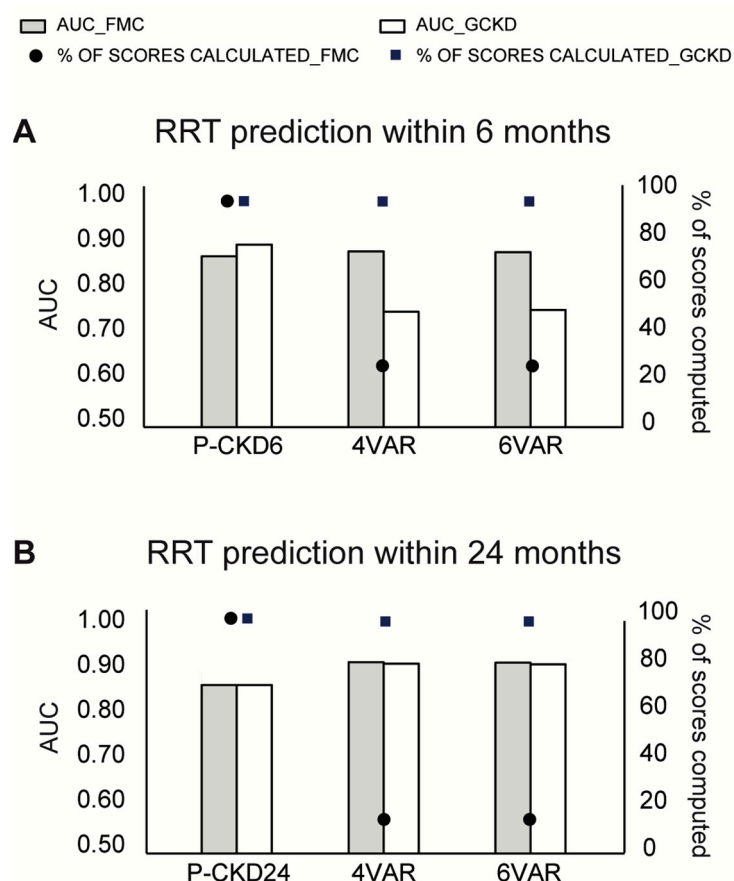 AUC_FMC
AUC_GCKD
% OF SCORES CALCULATED_FMC
% OF SCORES CALCULATED_GCKD
A
RRT prediction within 6 months
1.00
0.90
0.80
0.70
0.60
0.50
AUC
100
80
60
40
20
0
% of scores computed
P-CKD6
4VAR
6VAR
B
RRT prediction within 24 months
1.00
0.90
0.80
0.70
0.60
0.50
AUC
100
80
60
40
20
0
% of scores computed
P-CKD24
4VAR
6VAR